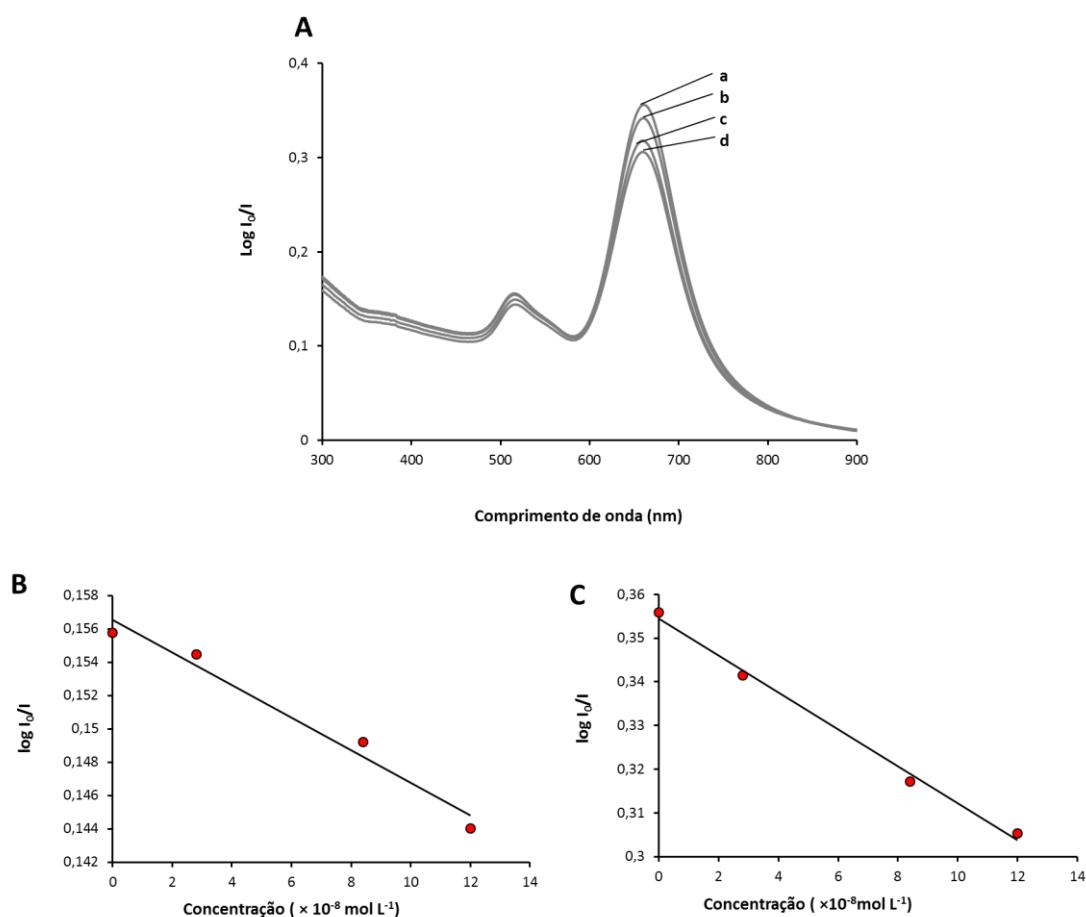 A
0,4
0,3
0,2
0,1
0
a
b
c
d
Log I₀/I
300 400 500 600 700 800 900
Comprimento de onda (nm)
B
0,158
0,156
0,154
0,152
0,15
0,148
0,146
0,144
0,142
log I₀/I
0 2 4 6 8 10 12 14
Concentração ( × 10⁻⁸ mol L⁻¹)
C
0,36
0,35
0,34
0,33
0,32
0,31
0,3
log I₀/I
0 2 4 6 8 10 12 14
Concentração ( ×10⁻⁸mol L⁻¹)